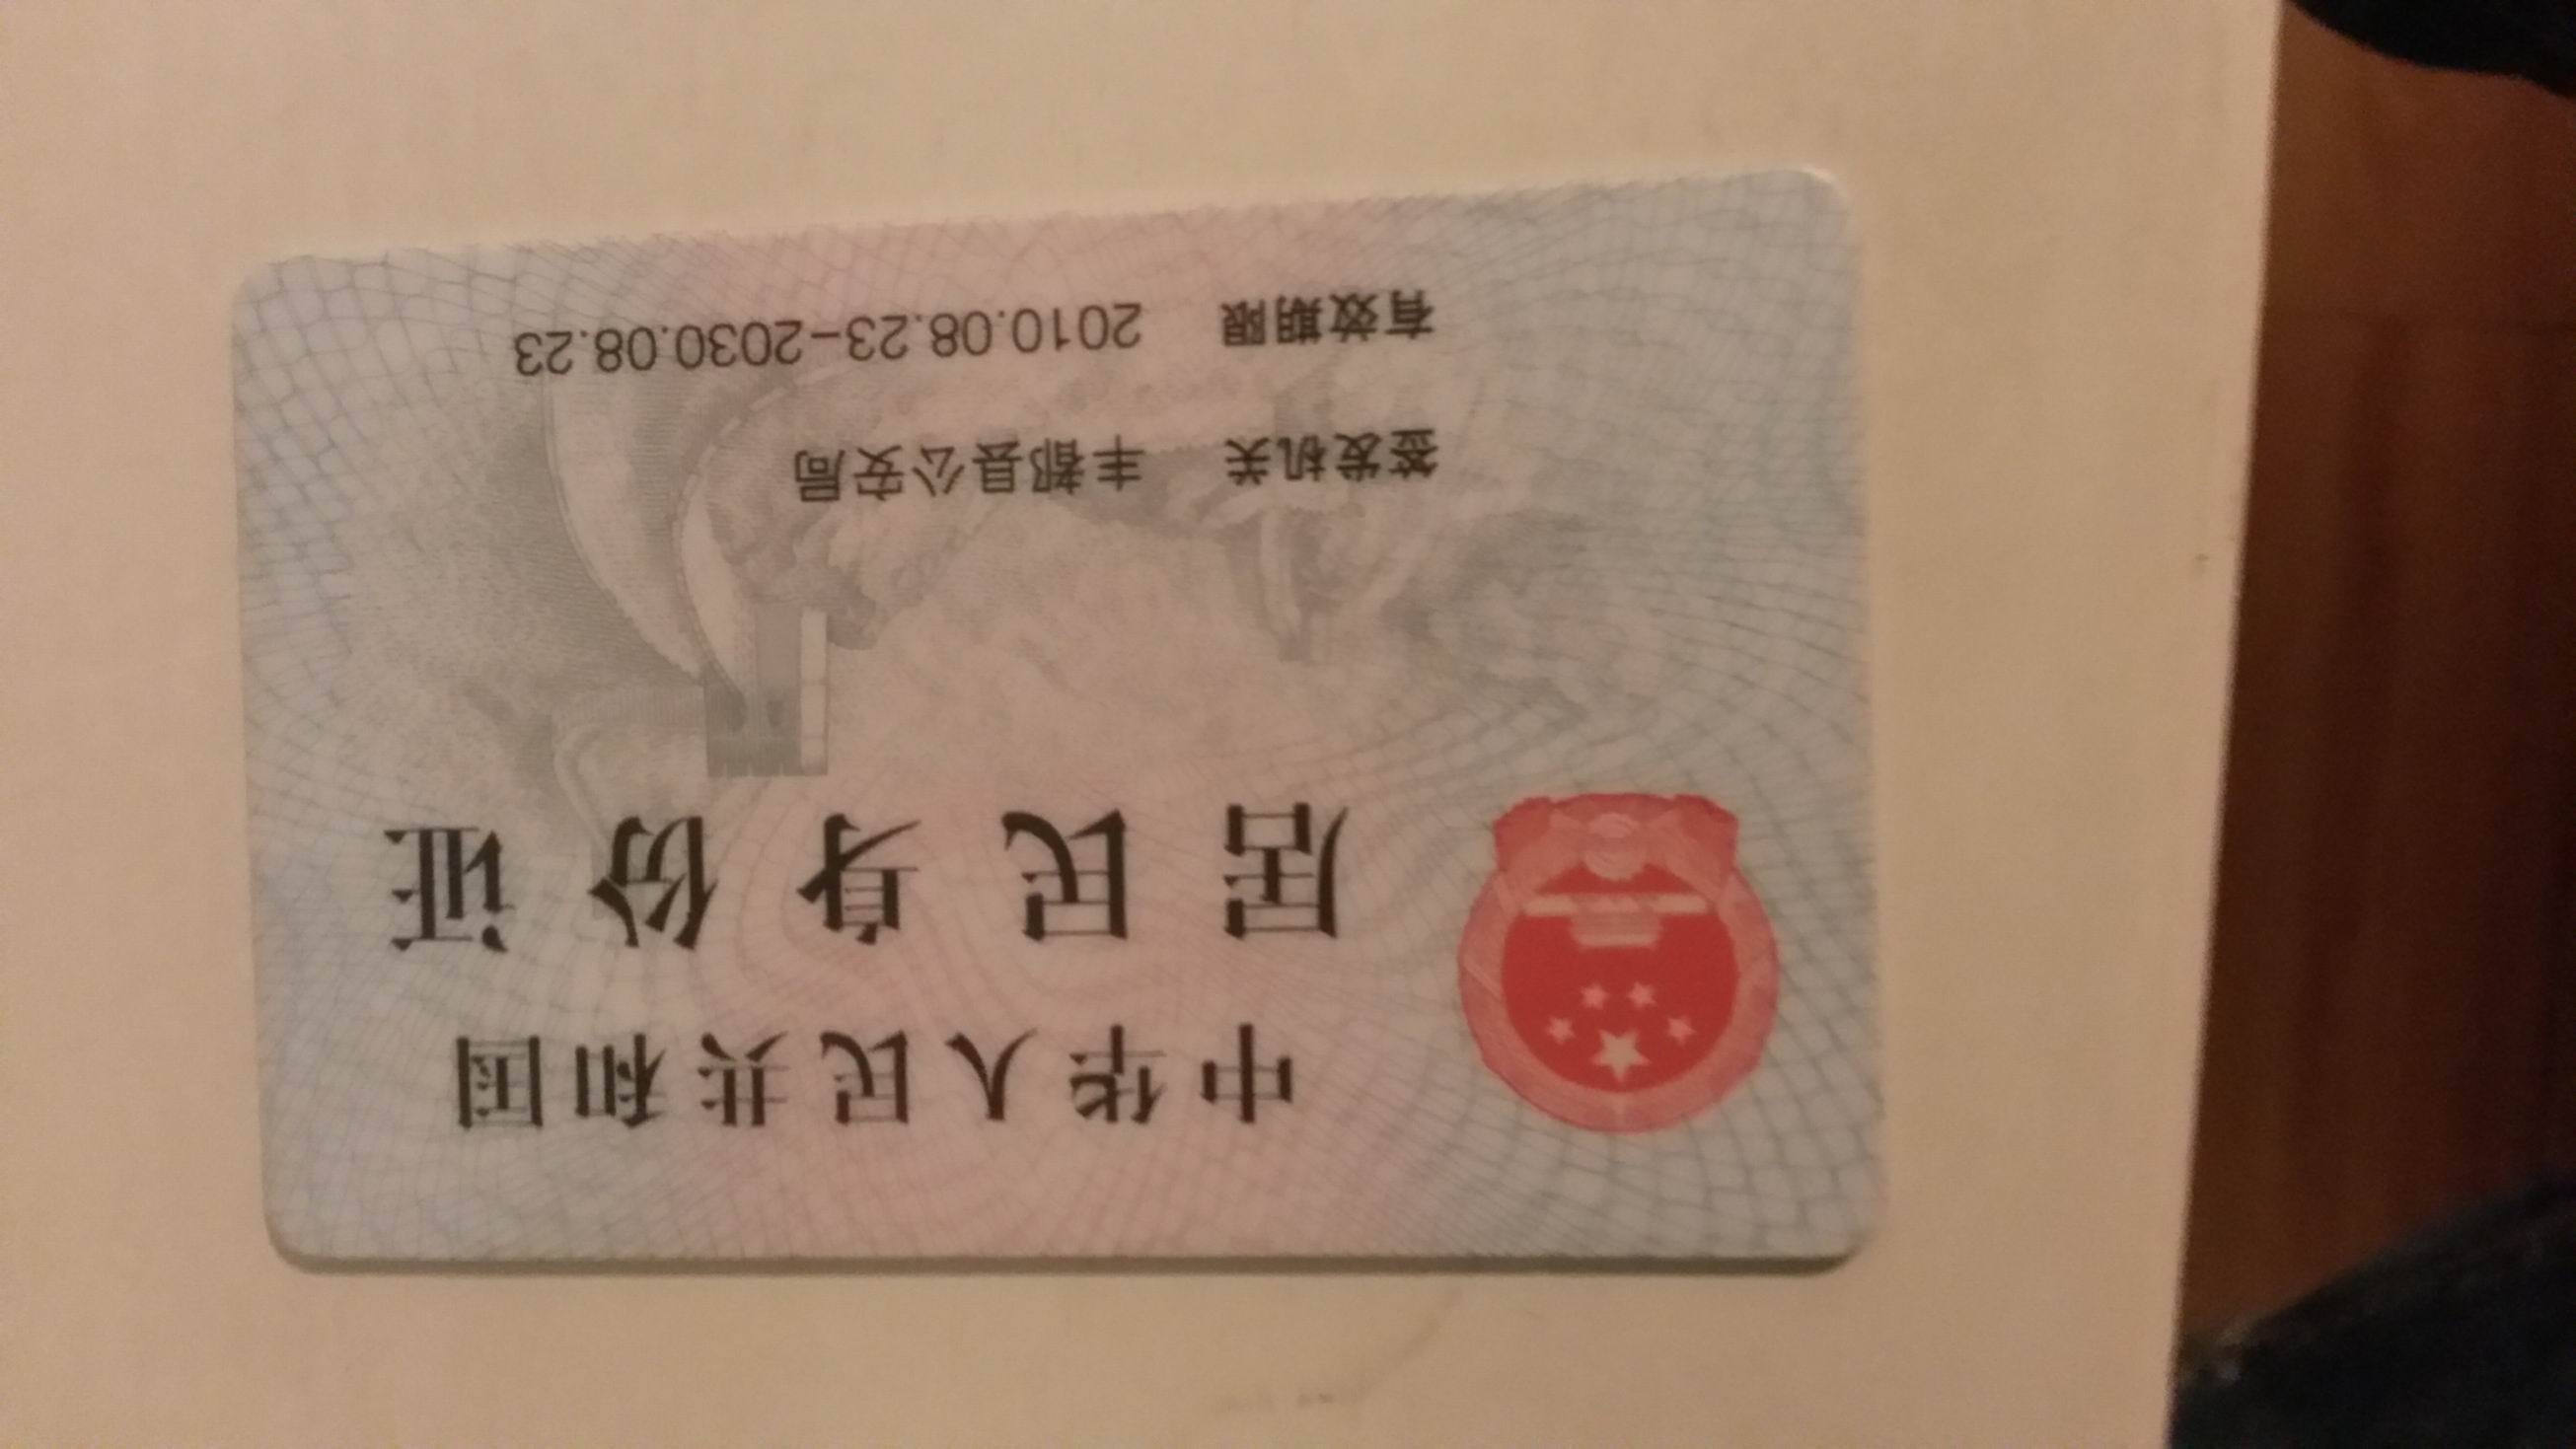 中华人民共和国
居民身份证
签发机关 丰都县公安局
有效期限 2010.08.23-2030.08.23